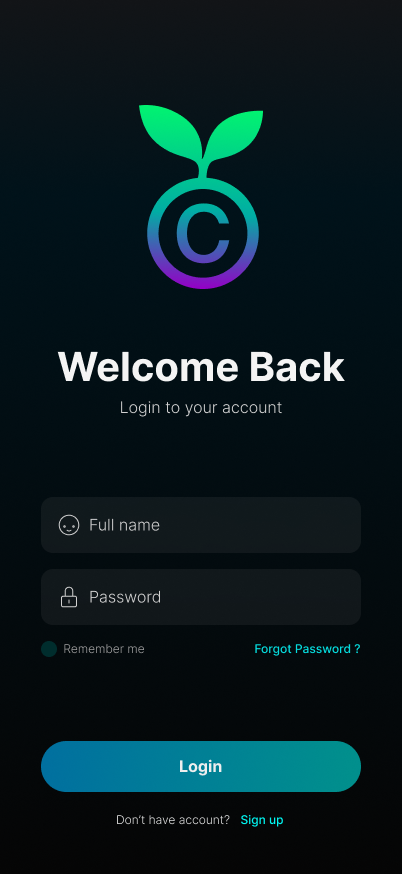 ©
Welcome Back
Login to your account
Full name
Password
Remember me
Forgot Password ?
Login
Don't have account? Sign up